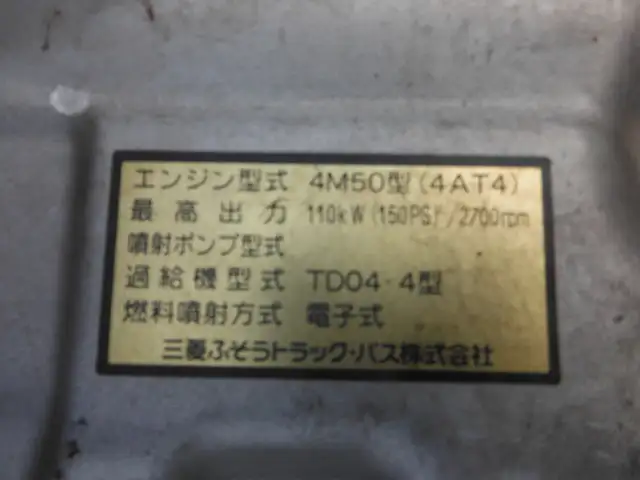 エンジン型式 4M50型(4AT4)
最高出力 110kW(150PS)/2700rpm
噴射ポンプ型式
過給機型式 TD04・4型
燃料噴射方式 電子式
三菱ふそうトラック・バス株式会社